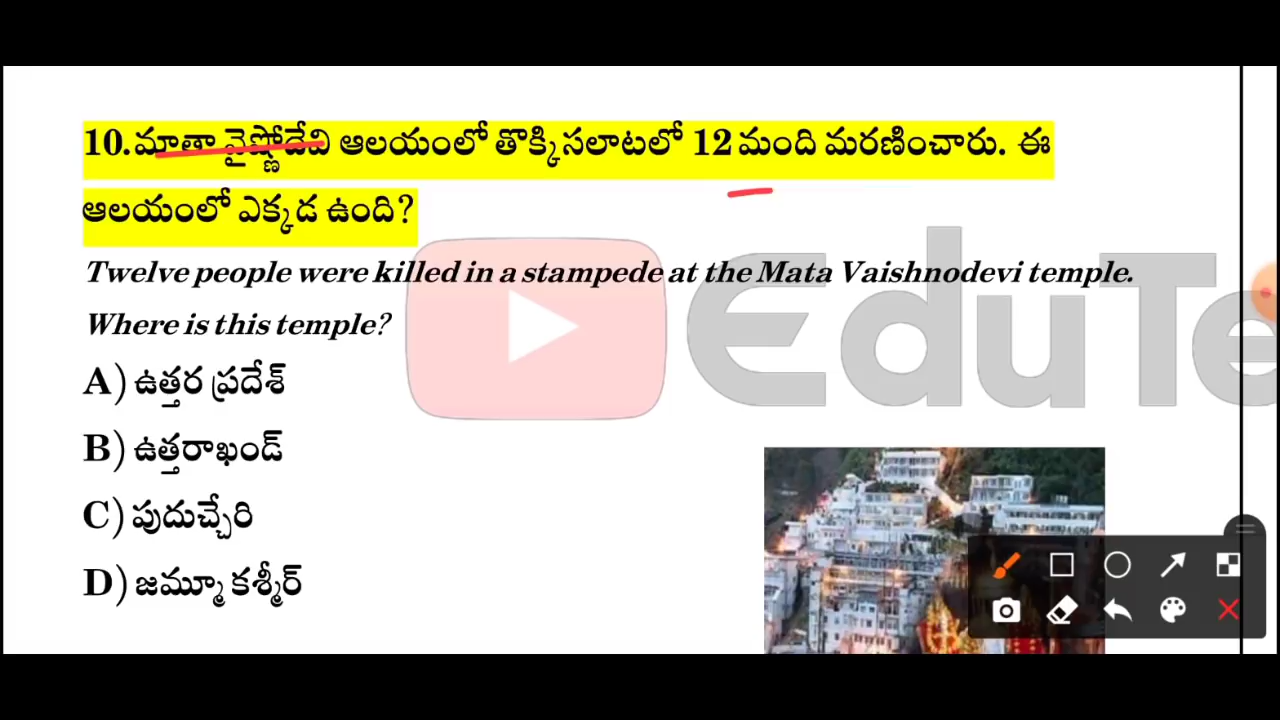 10. మాతా వైష్ణోదేవి ఆలయంలో తొక్కిసలాటలో 12 మంది మరణించారు. ఈ
ఆలయంలో ఎక్కడ ఉంది?
Twelve people were killed in a stampede at the Mata Vaishnodevi temple.
Where is this temple?
EduTe
A) ఉత్తర ప్రదేశ్
B) ఉత్తరాఖండ్
C) పుదుచ్చేరి
D) జమ్మూ కశ్మీర్